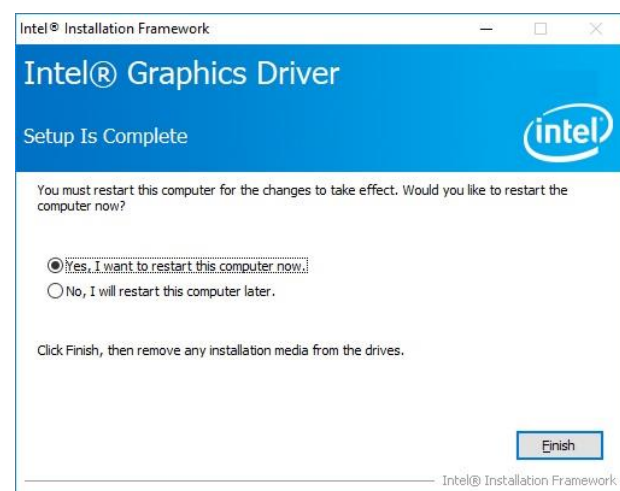 Intel® Installation Framework
Intel® Graphics Driver
Setup Is Complete
intel
You must restart this computer for the changes to take effect. Would you like to restart the
computer now?
Yes, I want to restart this computer now.
No, I will restart this computer later.
Click Finish, then remove any installation media from the drives.
Finish
Intel® Installation Framework